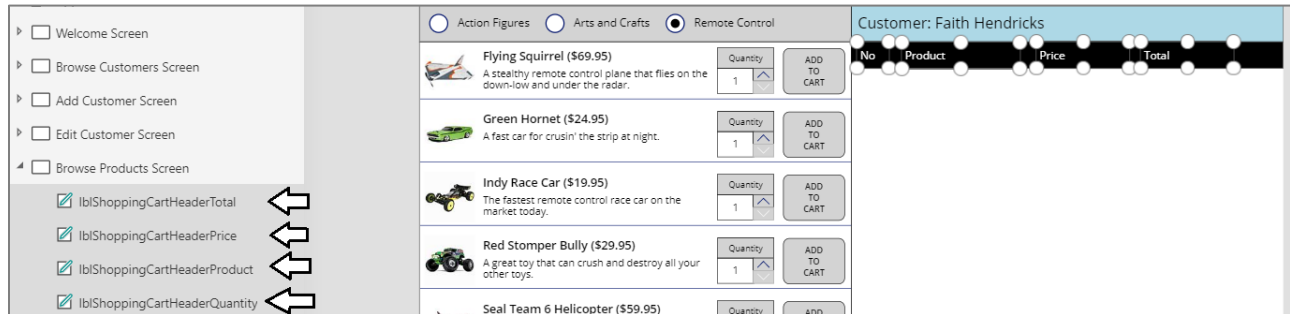 Welcome Screen
Browse Customers Screen
Add Customer Screen
Edit Customer Screen
Browse Products Screen
lblShoppingCartHeaderTotal
lblShoppingCartHeaderPrice
lblShoppingCartHeaderProduct
lblShoppingCartHeaderQuantity
Action Figures Arts and Crafts Remote Control
Flying Squirrel ($69.95)
A stealthy remote control plane that flies on the
down-low and under the radar.
Quantity
1
ADD
TO
CART
Green Hornet ($24.95)
A fast car for crusin' the strip at night.
Quantity
1
ADD
TO
CART
Indy Race Car ($19.95)
The fastest remote control race car on the
market today.
Quantity
1
ADD
TO
CART
Red Stomper Bully ($29.95)
A great toy that can crush and destroy all your
other toys.
Quantity
1
ADD
TO
CART
Seal Team 6 Helicopter ($59.95)
Quantity
ADD
Customer: Faith Hendricks
No Product Price Total